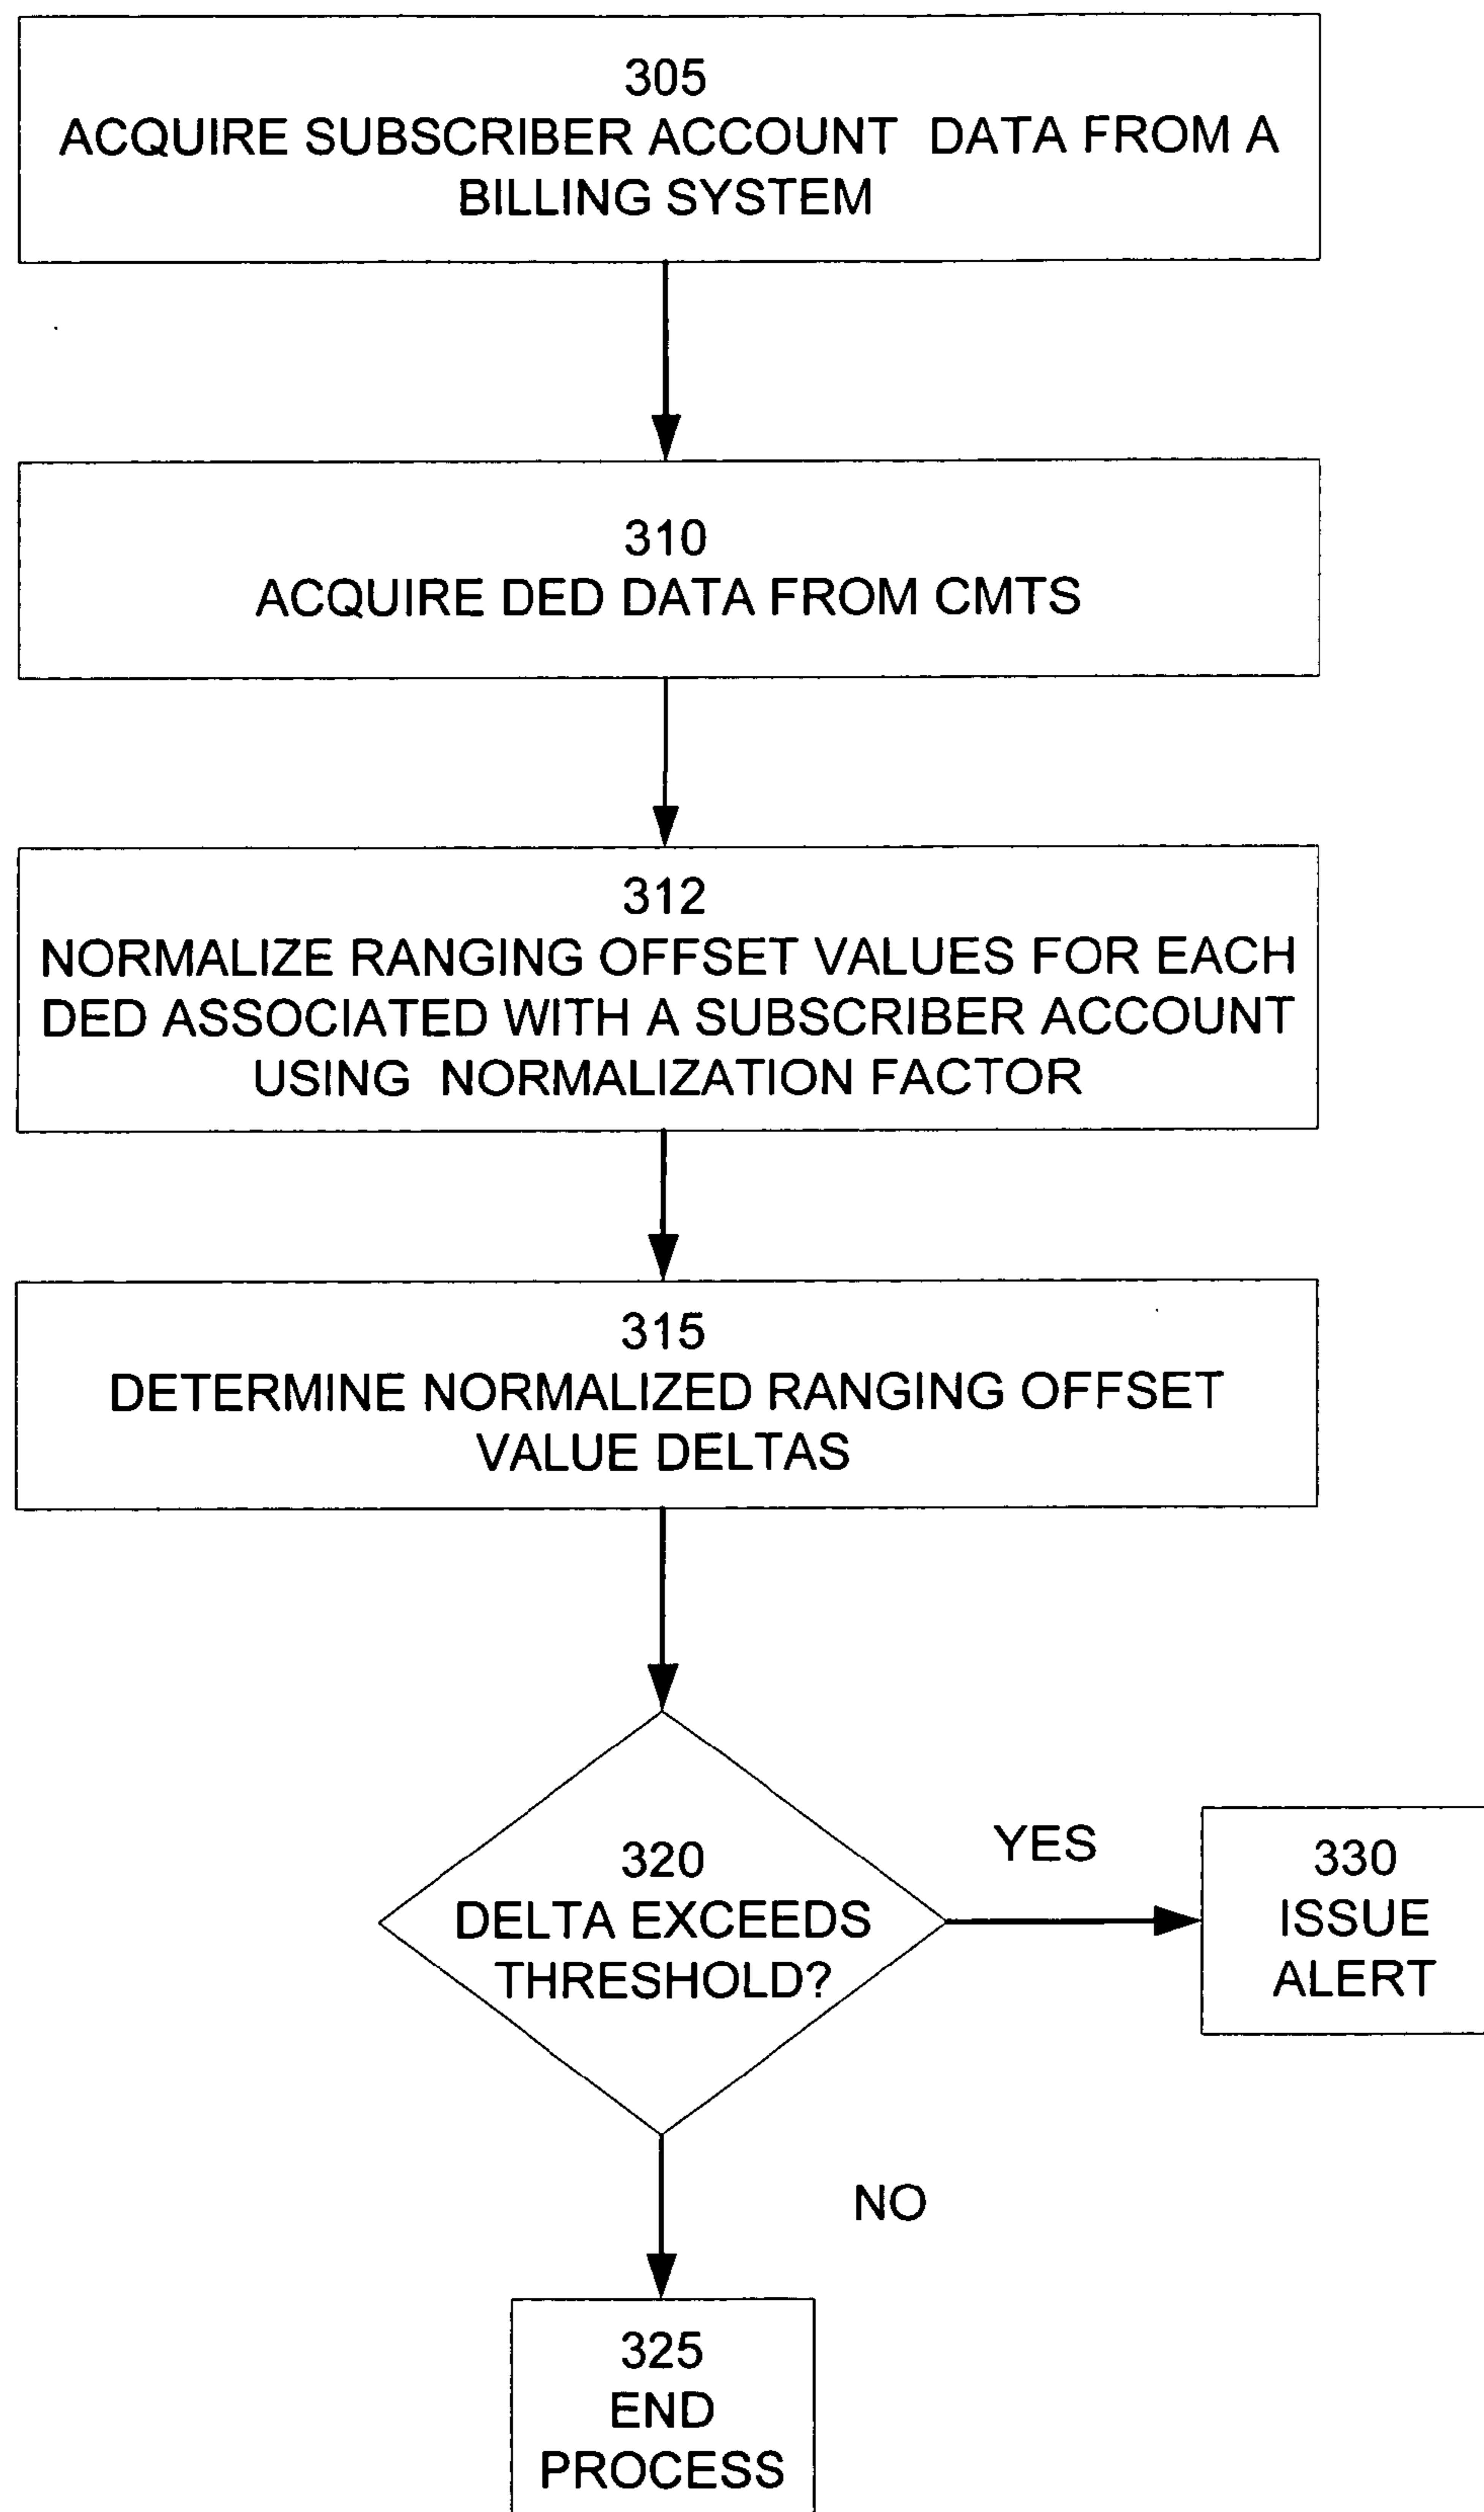 305
ACQUIRE SUBSCRIBER ACCOUNT DATA FROM A
BILLING SYSTEM
310
ACQUIRE DED DATA FROM CMTS
312
NORMALIZE RANGING OFFSET VALUES FOR EACH
DED ASSOCIATED WITH A SUBSCRIBER ACCOUNT
USING NORMALIZATION FACTOR
315
DETERMINE NORMALIZED RANGING OFFSET
VALUE DELTAS
320
DELTA EXCEEDS
THRESHOLD?
YES
330
ISSUE
ALERT
NO
325
END
PROCESS